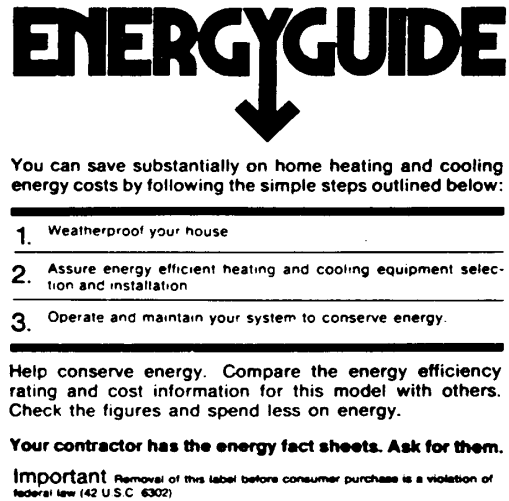 ENERGYGUIDE
You can save substantially on home heating and cooling
energy costs by following the simple steps outlined below:
1. Weatherproof your house
2. Assure energy efficient heating and cooling equipment selec-
tion and installation
3. Operate and maintain your system to conserve energy.
Help conserve energy. Compare the energy efficiency
rating and cost information for this model with others.
Check the figures and spend less on energy.
Your contractor has the energy fact sheets. Ask for them.
Important Removal of this label before consumer purchase is a violation of
federal law (42 U S.C 6302)